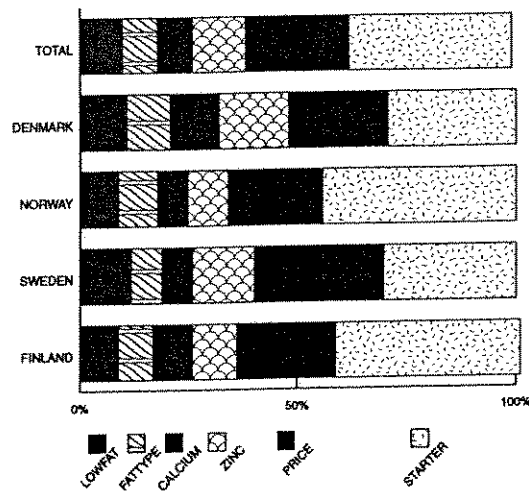 TOTAL
DENMARK
NORWAY
SWEDEN
FINLAND
0%
50%
100%
LOWFAT
FATTYPE
CALCIUM
ZINC
PRICE
STARTER